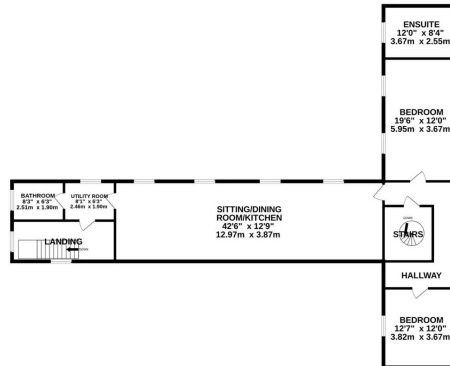 ENSUITE
12'0" x 8'4"
3.67m x 2.55m
BEDROOM
19'6" x 12'0"
5.95m x 3.67m
BATHROOM
8'3" x 6'3"
2.51m x 1.90m
UTILITY ROOM
8'1" x 6'3"
2.46m x 1.90m
SITTING/DINING
ROOM/KITCHEN
42'6" x 12'9"
12.97m x 3.87m
LANDING
DOWN
DOWN
STAIRS
HALLWAY
BEDROOM
12'7" x 12'0"
3.82m x 3.67m